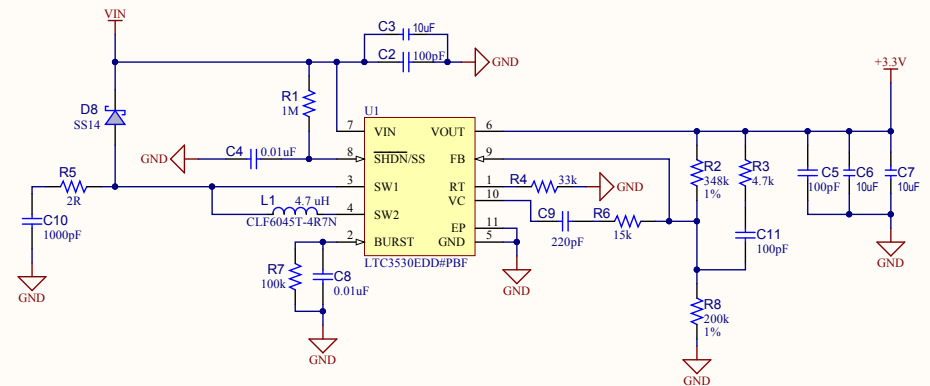 VIN
C3 10uF
C2 100pF
GND
+3.3V
D8
SS14
R1
1M
U1
7 VIN VOUT 6
GND C4 0.01uF
8 SHDN/SS FB 9
R5
2R
3 SW1 RT 1 R4 33k GND
VC 10
R2
348k
1%
R3
4.7k
C5
100pF
C6
10uF
C7
10uF
L1 4.7 uH
CLF6045T-4R7N
4 SW2
C9
220pF
R6
15k
C10
1000pF
EP 11
2 BURST GND 5
LTC3530EDD#PBF
C11
100pF
GND
R7
100k
C8
0.01uF
GND
GND
R8
200k
1%
GND
GND